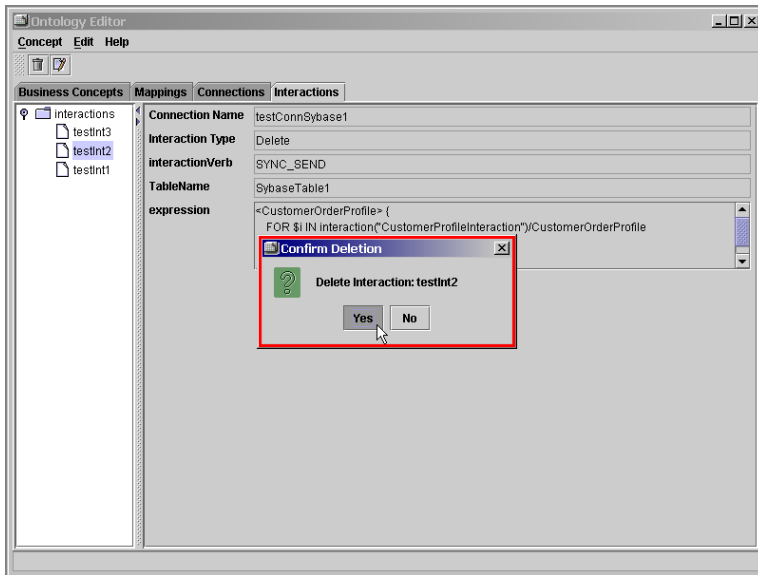 Ontology Editor
Concept Edit Help
Business Concepts Mappings Connections Interactions
interactions
testInt3
testInt2
testInt1
Connection Name testConnSybase1
Interaction Type Delete
interactionVerb SYNC_SEND
TableName SybaseTable1
expression <CustomerOrderProfile> {
FOR $i IN interaction("CustomerProfileInteraction")/CustomerOrderProfile
Confirm Deletion
Delete Interaction: testInt2
Yes No